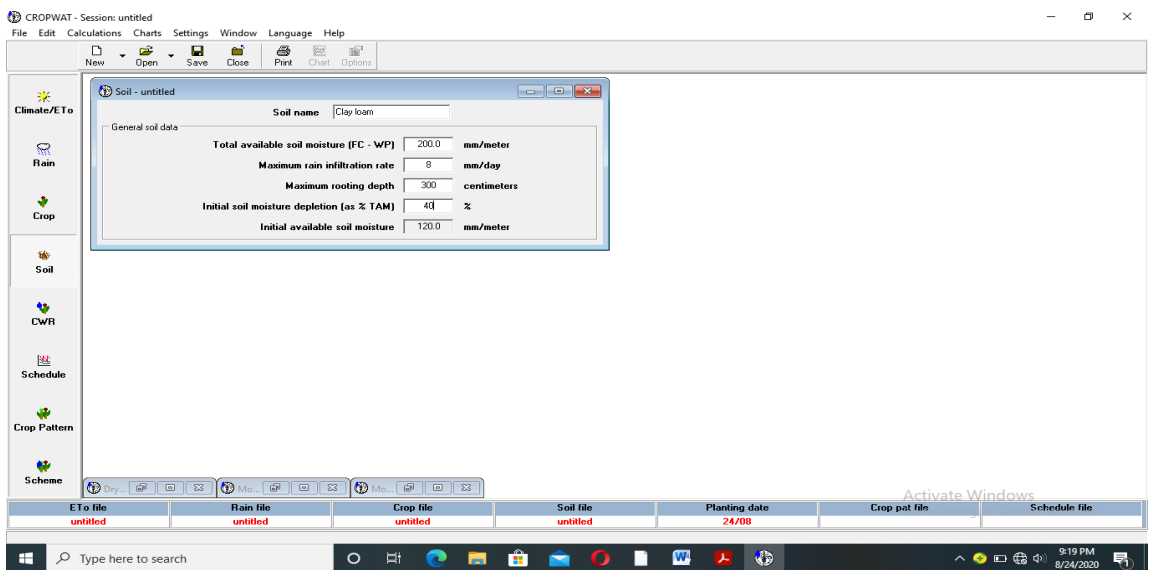 CROPWAT - Session: untitled
File Edit Calculations Charts Settings Window Language Help
New Open Save Close Print Chart Options
Climate/ETo
Rain
Crop
Soil
CWR
Schedule
Crop Pattern
Scheme
Soil - untitled
Soil name Clay loam
General soil data
Total available soil moisture (FC - WP) 200.0 mm/meter
Maximum rain infiltration rate 8 mm/day
Maximum rooting depth 300 centimeters
Initial soil moisture depletion (as % TAM) 40 %
Initial available soil moisture 120.0 mm/meter
Dry... Mo... Mo...
Activate Windows
ETo file Rain file Crop file Soil file Planting date Crop pat file Schedule file
untitled untitled untitled untitled 24/08
Type here to search
9:19 PM
8/24/2020
1